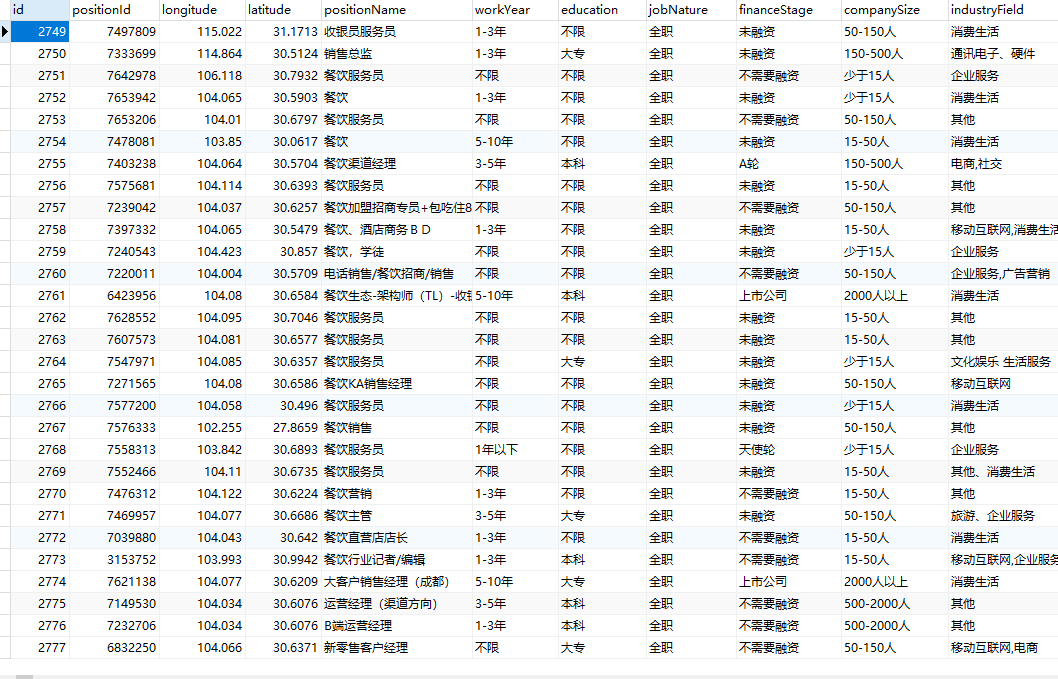 id positionId longitude latitude positionName workYear education jobNature financeStage companySize industryField
2749 7497809 115.022 31.1713 收银员服务员 1-3年 不限 全职 未融资 50-150人 消费生活
2750 7333699 114.864 30.5124 销售总监 1-3年 大专 全职 未融资 150-500人 通讯电子、硬件
2751 7642978 106.118 30.7932 餐饮服务员 不限 不限 全职 不需要融资 少于15人 企业服务
2752 7653942 104.065 30.5903 餐饮 1-3年 不限 全职 未融资 少于15人 消费生活
2753 7653206 104.01 30.6797 餐饮服务员 不限 不限 全职 不需要融资 50-150人 其他
2754 7478081 103.85 30.0617 餐饮 5-10年 不限 全职 未融资 15-50人 消费生活
2755 7403238 104.064 30.5704 餐饮渠道经理 3-5年 本科 全职 A轮 150-500人 电商,社交
2756 7575681 104.114 30.6393 餐饮服务员 不限 不限 全职 未融资 15-50人 其他
2757 7239042 104.037 30.6257 餐饮加盟招商专员+包吃住8 不限 不限 全职 不需要融资 50-150人 其他
2758 7397332 104.065 30.5479 餐饮、酒店商务ＢＤ 1-3年 不限 全职 未融资 15-50人 移动互联网,消费生活
2759 7240543 104.423 30.857 餐饮，学徒 不限 不限 全职 未融资 少于15人 企业服务
2760 7220011 104.004 30.5709 电话销售/餐饮招商/销售 不限 不限 全职 不需要融资 50-150人 企业服务,广告营销
2761 6423956 104.08 30.6584 餐饮生态-架构师（TL）-收银 5-10年 本科 全职 上市公司 2000人以上 消费生活
2762 7628552 104.095 30.7046 餐饮服务员 不限 不限 全职 未融资 15-50人 其他
2763 7607573 104.081 30.6577 餐饮服务员 不限 不限 全职 未融资 15-50人 其他
2764 7547971 104.085 30.6357 餐饮服务员 不限 大专 全职 未融资 少于15人 文化娱乐 生活服务
2765 7271565 104.08 30.6586 餐饮KA销售经理 不限 不限 全职 未融资 50-150人 移动互联网
2766 7577200 104.058 30.496 餐饮服务员 不限 不限 全职 未融资 少于15人 消费生活
2767 7576333 102.255 27.8659 餐饮销售 不限 不限 全职 未融资 50-150人 其他
2768 7558313 103.842 30.6893 餐饮服务员 1年以下 不限 全职 天使轮 少于15人 企业服务
2769 7552466 104.11 30.6735 餐饮服务员 不限 不限 全职 未融资 15-50人 其他、消费生活
2770 7476312 104.122 30.6224 餐饮营销 1-3年 不限 全职 不需要融资 15-50人 其他
2771 7469957 104.077 30.6686 餐饮主管 3-5年 大专 全职 未融资 50-150人 旅游、企业服务
2772 7039880 104.043 30.642 餐饮直营店店长 1-3年 不限 全职 不需要融资 15-50人 消费生活
2773 3153752 103.993 30.9942 餐饮行业记者/编辑 1-3年 本科 全职 不需要融资 15-50人 移动互联网,企业服务
2774 7621138 104.077 30.6209 大客户销售经理（成都） 5-10年 大专 全职 上市公司 2000人以上 消费生活
2775 7149530 104.034 30.6076 运营经理（渠道方向） 3-5年 本科 全职 不需要融资 500-2000人 其他
2776 7232706 104.034 30.6076 B端运营经理 1-3年 本科 全职 不需要融资 500-2000人 其他
2777 6832250 104.066 30.6371 新零售客户经理 不限 大专 全职 不需要融资 50-150人 移动互联网,电商